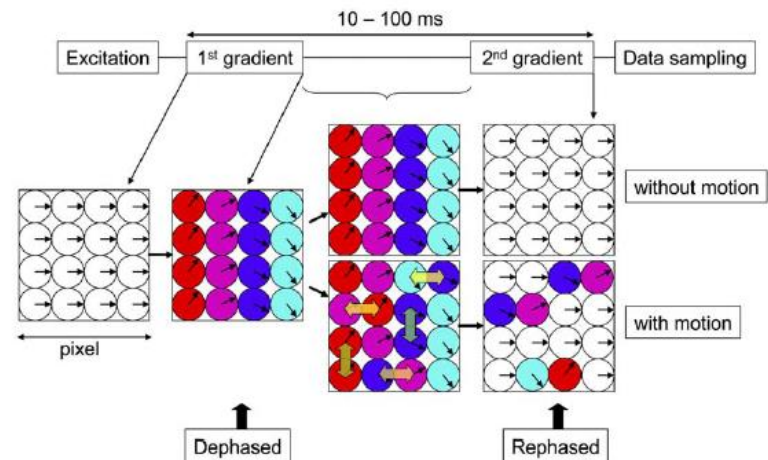 10 – 100 ms
Excitation
1st gradient
2nd gradient
Data sampling
without motion
with motion
pixel
Dephased
Rephased